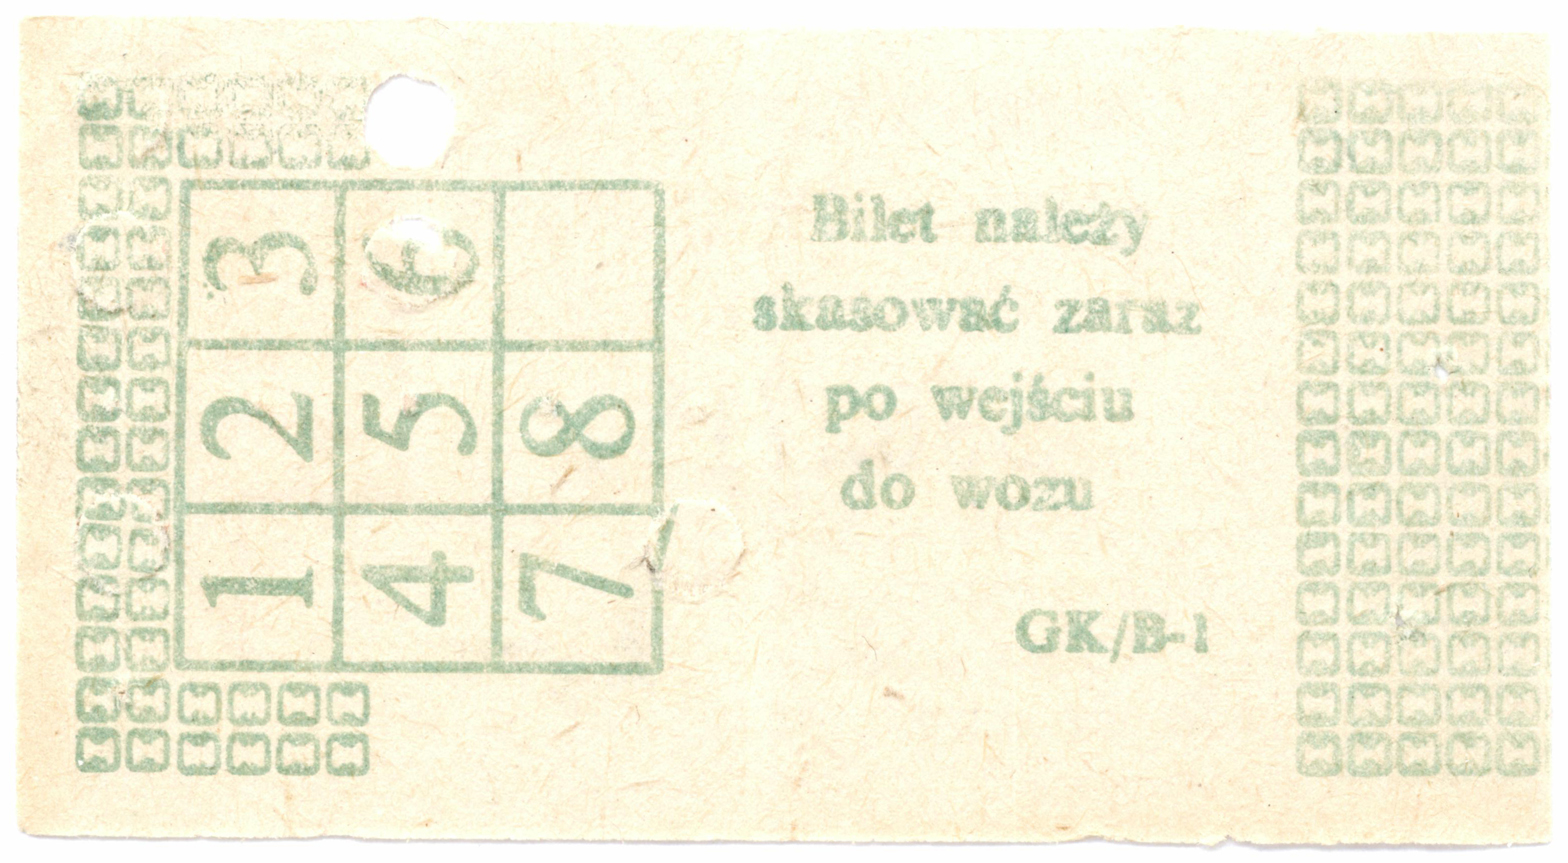 3 6
2 5 8
1 4 7
Bilet należy
skasować zaraz
po wejściu
do wozu
GK/B-1